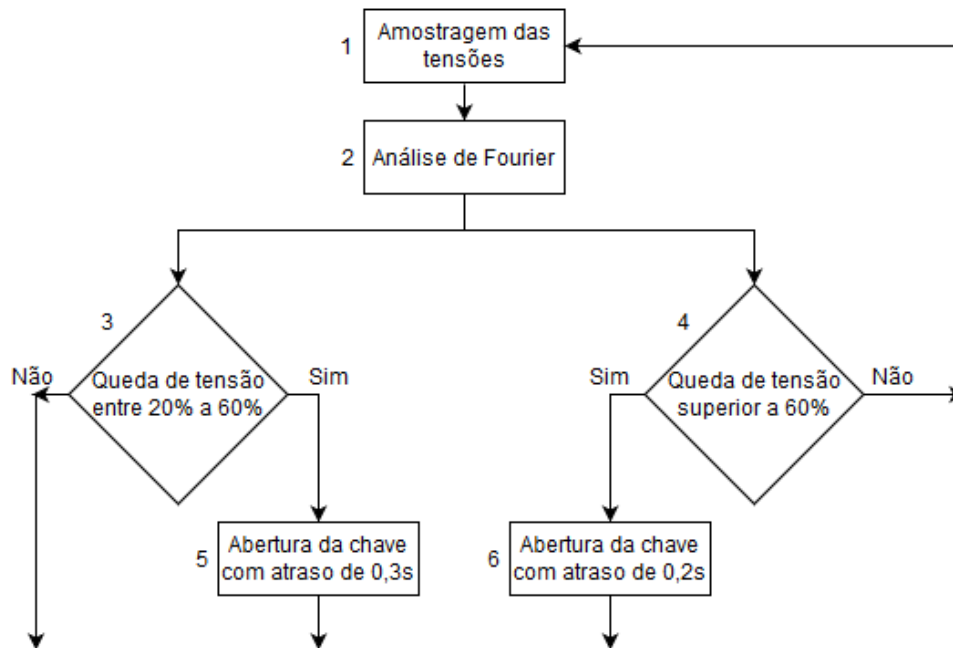 1
Amostragem das
tensões
2
Análise de Fourier
3
Não
Queda de tensão
entre 20% a 60%
Sim
4
Sim
Queda de tensão
superior a 60%
Não
5
Abertura da chave
com atraso de 0,3s
6
Abertura da chave
com atraso de 0,2s